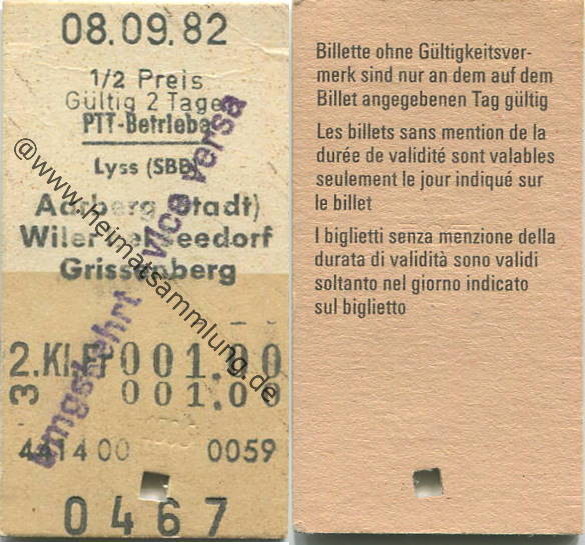 08.09.82
1/2 Preis
Gültig 2 Tage
PTT-Betriebe
Lyss (SBB)
Aarberg (Stadt)
Wiler bei Seedorf
Grissenberg
2.Kl.Fr 001.00
3 001.00
441400 0059
0467
umgekehrt vice versa
@www.heimatsammlung.de
Billette ohne Gültigkeitsver-
merk sind nur an dem auf dem
Billet angegebenen Tag gültig
Les billets sans mention de la
durée de validité sont valables
seulement le jour indiqué sur
le billet
I biglietti senza menzione della
durata di validità sono validi
soltanto nel giorno indicato
sul biglietto